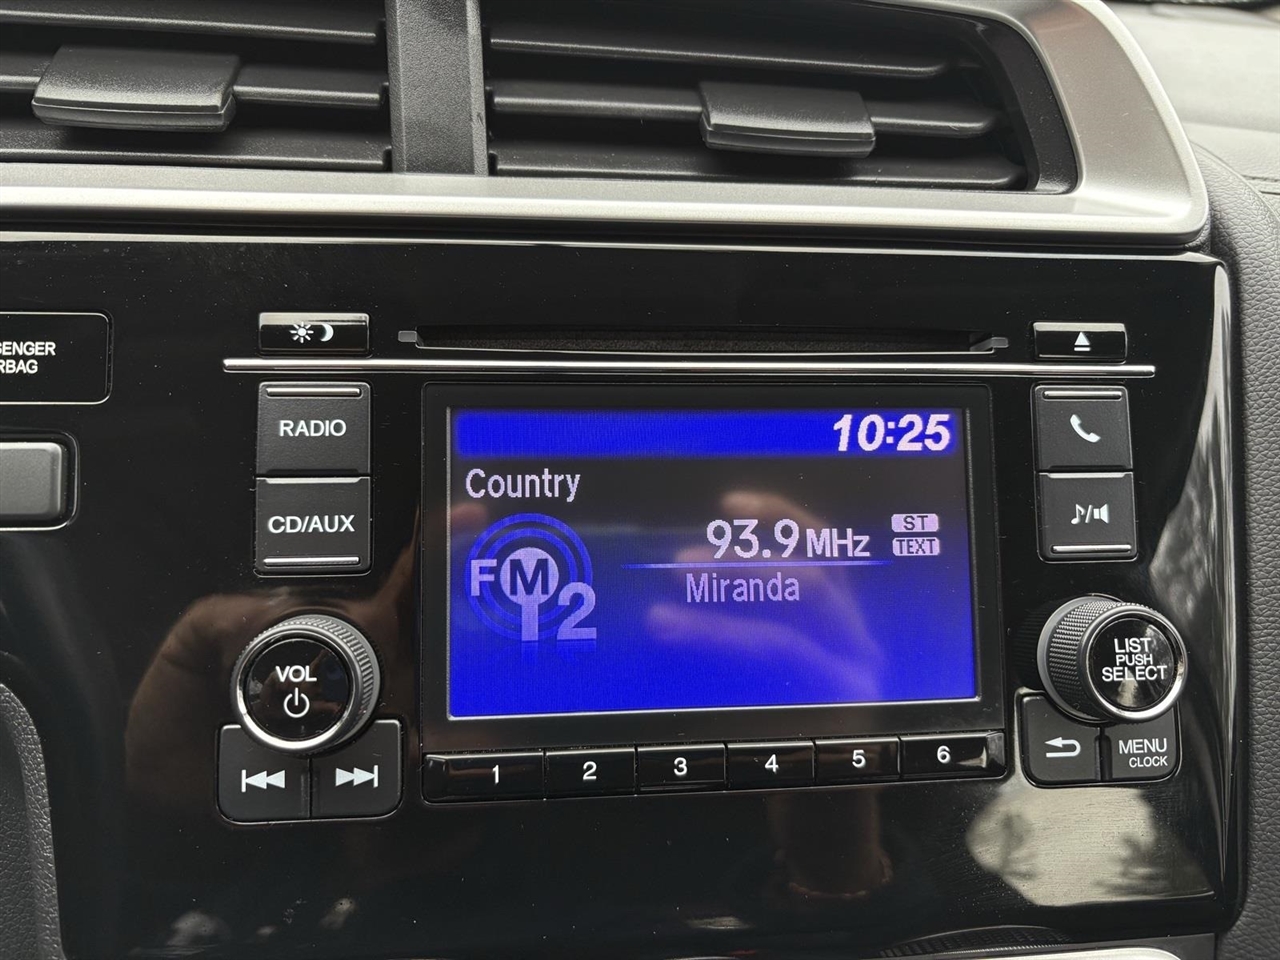 SENGER
RBAG
RADIO
CD/AUX
10:25
Country
93.9 MHz
ST
TEXT
FM 2
Miranda
VOL
LIST
PUSH
SELECT
1 2 3 4 5 6
MENU
CLOCK